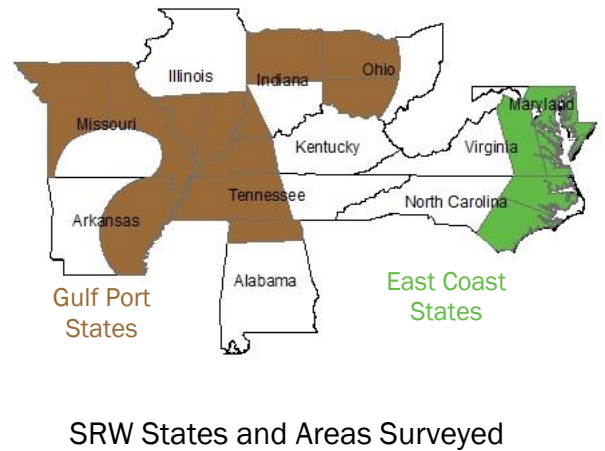 Illinois
Indiana
Ohio
Maryland
Missouri
Kentucky
Virginia
Arkansas
Tennessee
North Carolina
Alabama
Gulf Port
States
East Coast
States
SRW States and Areas Surveyed